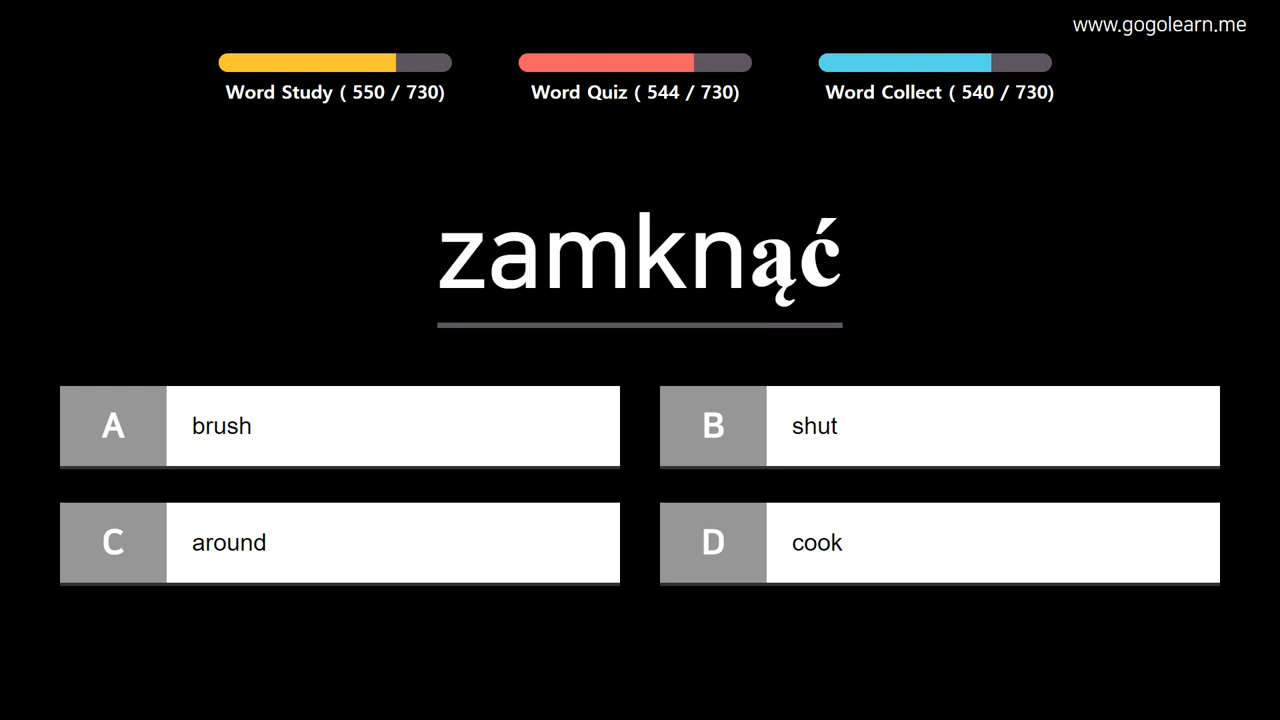 www.gogolearn.me
Word Study ( 550 / 730)
Word Quiz ( 544 / 730)
Word Collect ( 540 / 730)
zamknąć
A brush
B shut
C around
D cook